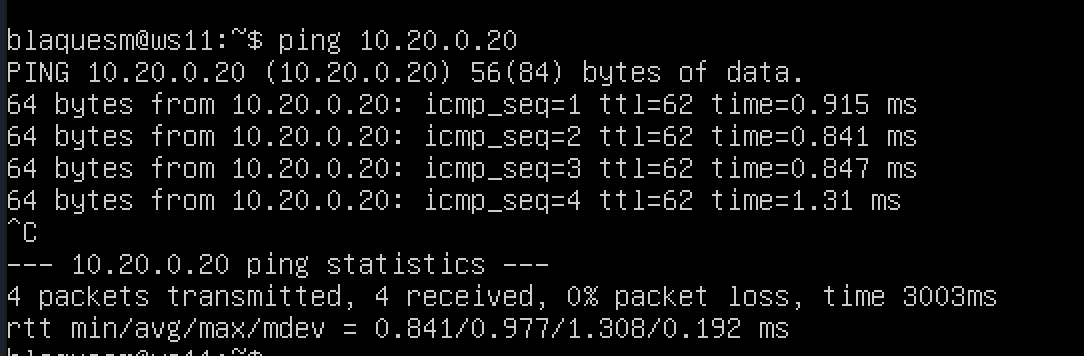 blaquesm@ws11:~$ ping 10.20.0.20
PING 10.20.0.20 (10.20.0.20) 56(84) bytes of data.
64 bytes from 10.20.0.20: icmp_seq=1 ttl=62 time=0.915 ms
64 bytes from 10.20.0.20: icmp_seq=2 ttl=62 time=0.841 ms
64 bytes from 10.20.0.20: icmp_seq=3 ttl=62 time=0.847 ms
64 bytes from 10.20.0.20: icmp_seq=4 ttl=62 time=1.31 ms
^C
--- 10.20.0.20 ping statistics ---
4 packets transmitted, 4 received, 0% packet loss, time 3003ms
rtt min/avg/max/mdev = 0.841/0.977/1.308/0.192 ms
blaquesm@ws11:~$